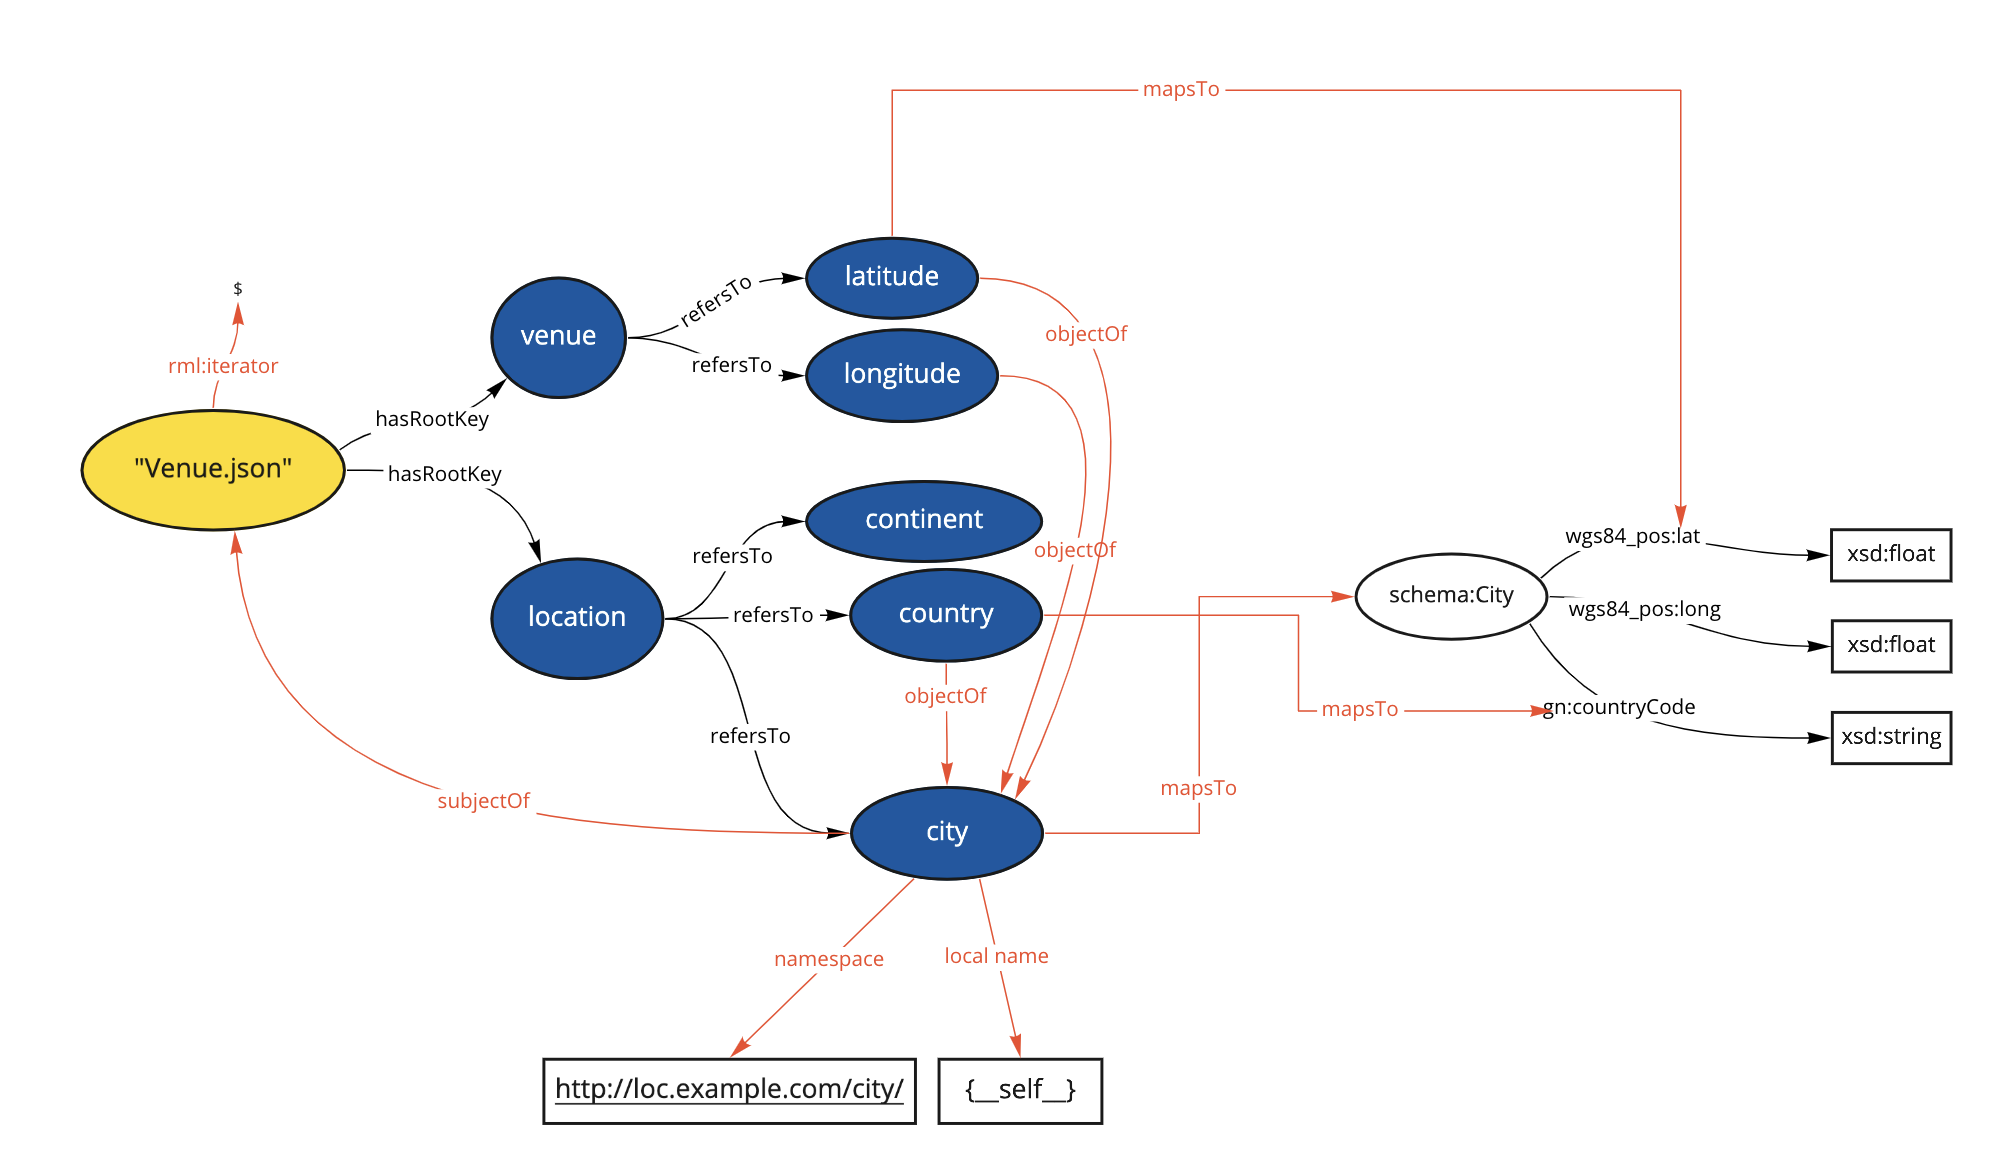 mapsTo
$
rml:iterator
"Venue.json"
hasRootKey
hasRootKey
venue
refersTo
refersTo
latitude
longitude
objectOf
location
refersTo
refersTo
refersTo
continent
country
objectOf
objectOf
city
subjectOf
mapsTo
mapsTo
schema:City
wgs84_pos:lat
wgs84_pos:long
gn:countryCode
xsd:float
xsd:float
xsd:string
namespace
local name
http://loc.example.com/city/
{__self__}